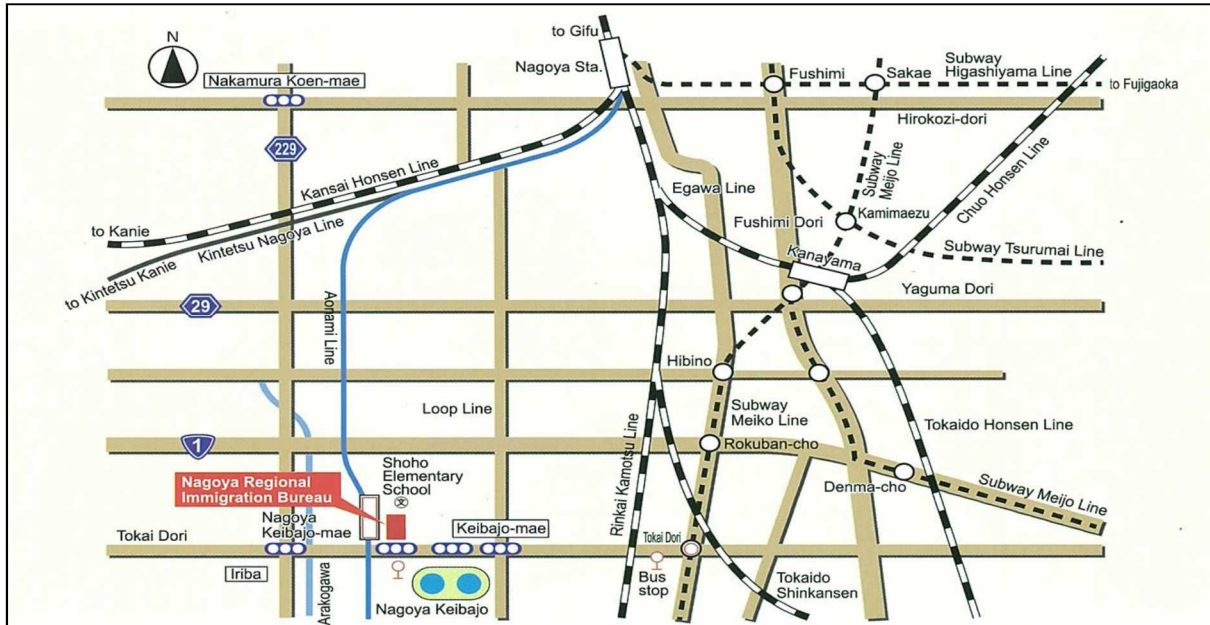 N
to Gifu
Nagoya Sta.
Nakamura Koen-mae
Fushimi
Sakae
Subway
Higashiyama Line
to Fujigaoka
Hirokozi-dori
229
Kansai Honsen Line
Egawa Line
Subway
Meijo Line
Chuo Honsen Line
to Kanie
Kintetsu Nagoya Line
to Kintetsu Kanie
Fushimi Dori
Kamimaezu
Kanayama
Subway Tsurumai Line
29
Aonami Line
Yaguma Dori
Hibino
Loop Line
Subway
Meiko Line
Rinkai Kamotsu Line
Tokaido Honsen Line
1
Rokuban-cho
Shoho
Elementary
School
文
Nagoya Regional
Immigration Bureau
Denma-cho
Subway Meijo Line
Tokai Dori
Nagoya
Keibajo-mae
Keibajo-mae
Tokai Dori
Iriba
Arakogawa
Nagoya Keibajo
Bus
stop
Tokaido
Shinkansen